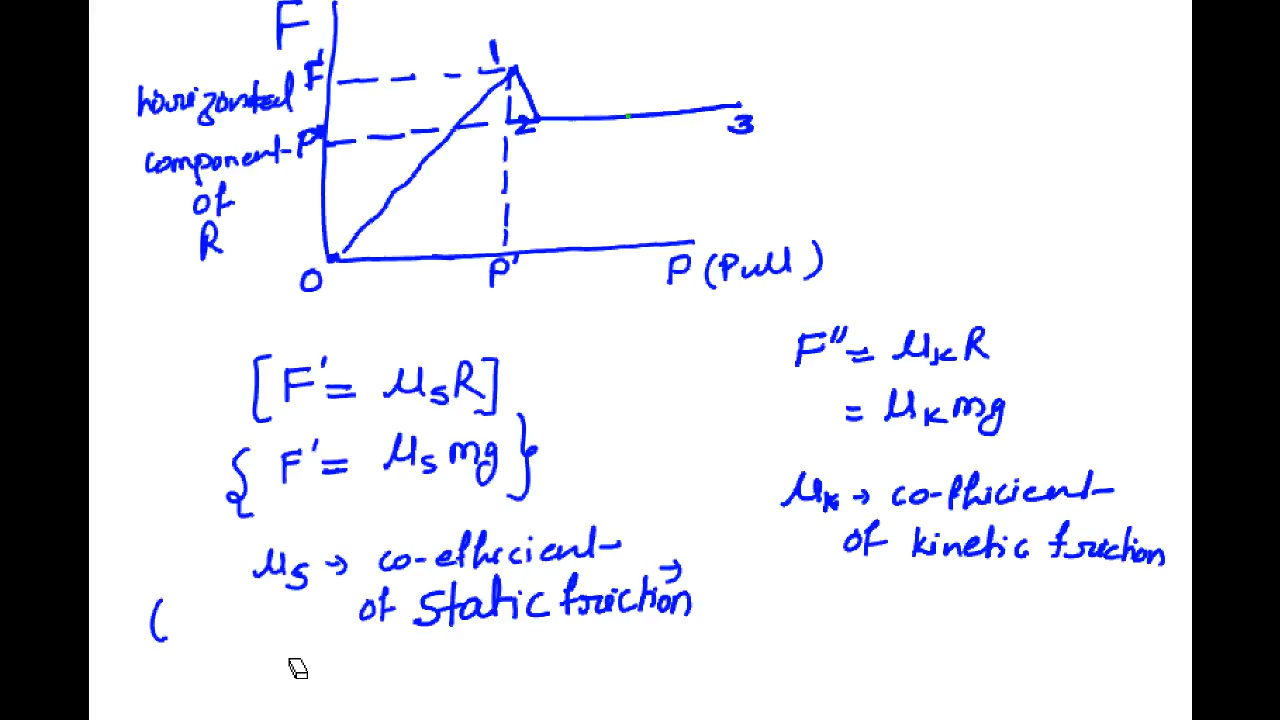 F
F'
horizontal
component-
of
R
P'
1
2
3
O
P'
P (Pull)
[F' = μsR]
{ F' = μs mg }
μs → co-efficient-
of Static friction →
(
F'' = μK R
= μK mg
μK → co-fficient-
of kinetic friction